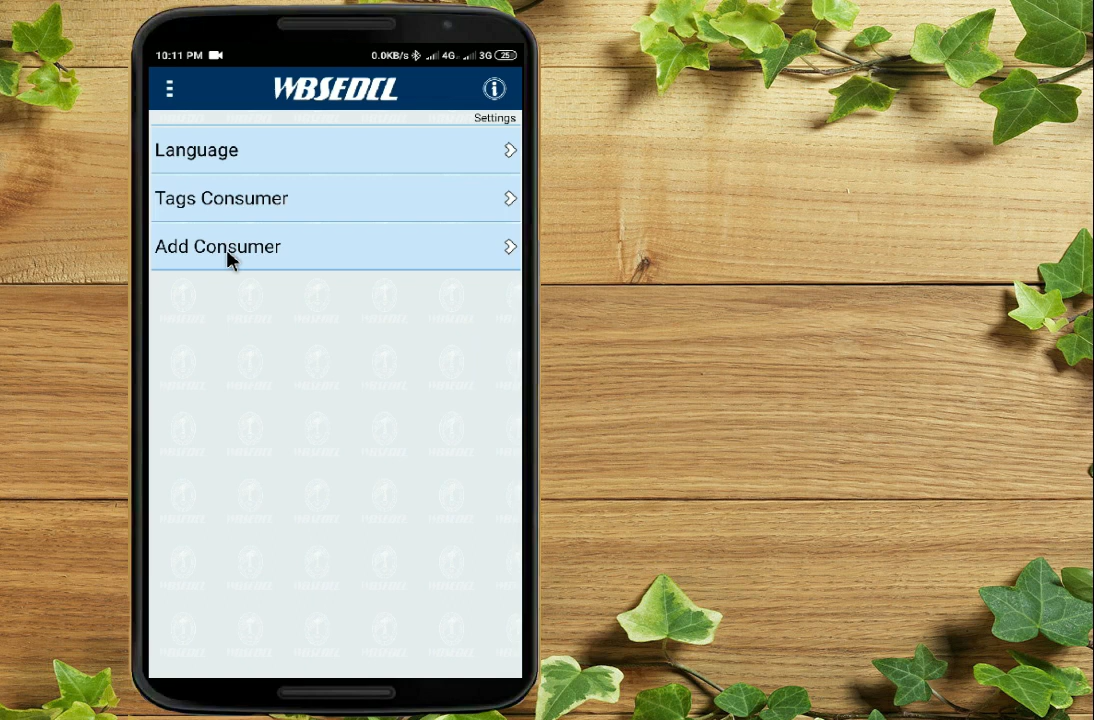 10:11 PM 0.0KB/s 4G 3G 25
WBSEDCL
Settings
Language
Tags Consumer
Add Consumer